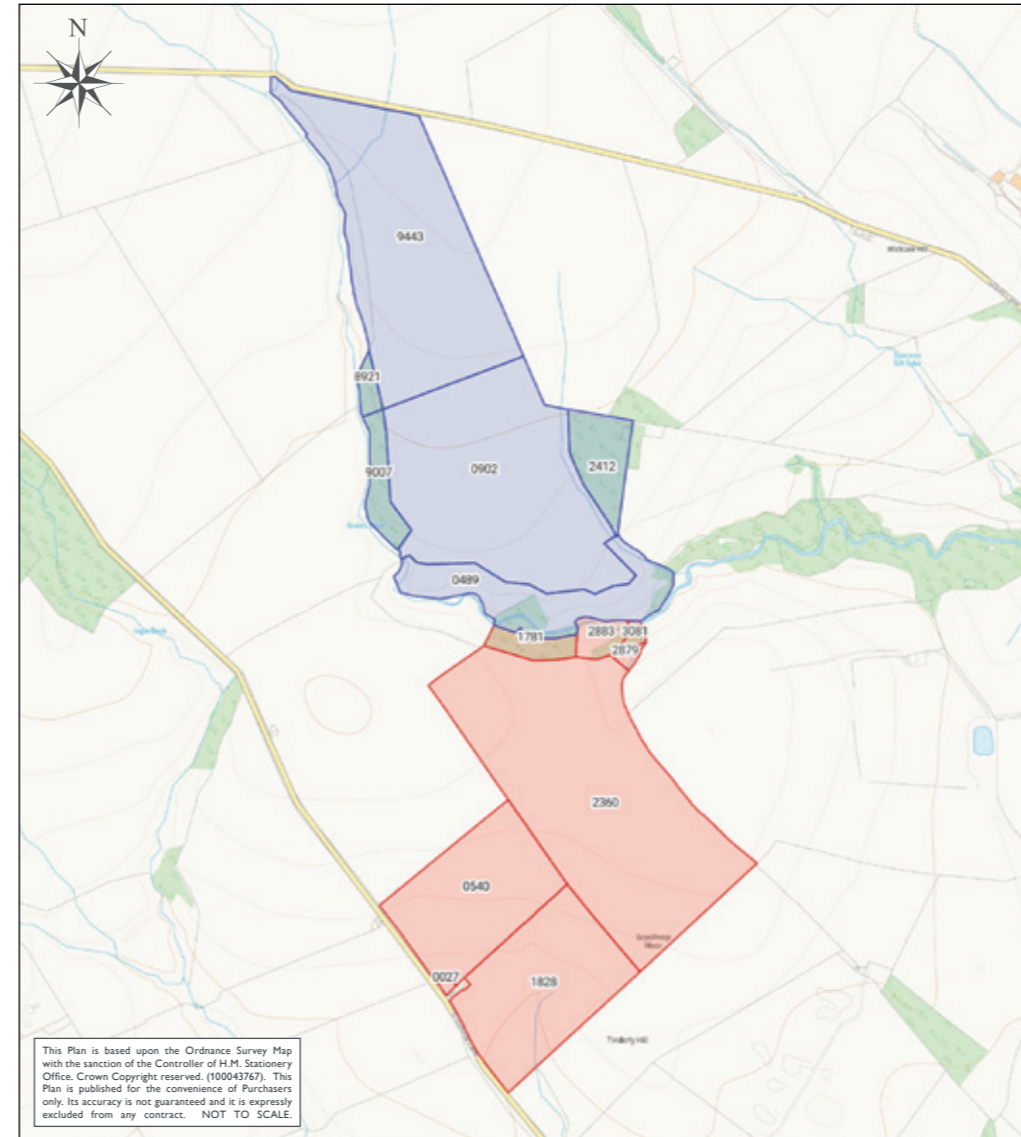 N
9443
8921
9007
0902
2412
0489
1781
2883
3081
2879
2360
0540
0027
1828
Tindlety Hill
This Plan is based upon the Ordnance Survey Map
with the sanction of the Controller of H.M. Stationery
Office. Crown Copyright reserved. (100043767). This
Plan is published for the convenience of Purchasers
only. Its accuracy is not guaranteed and it is expressly
excluded from any contract. NOT TO SCALE.